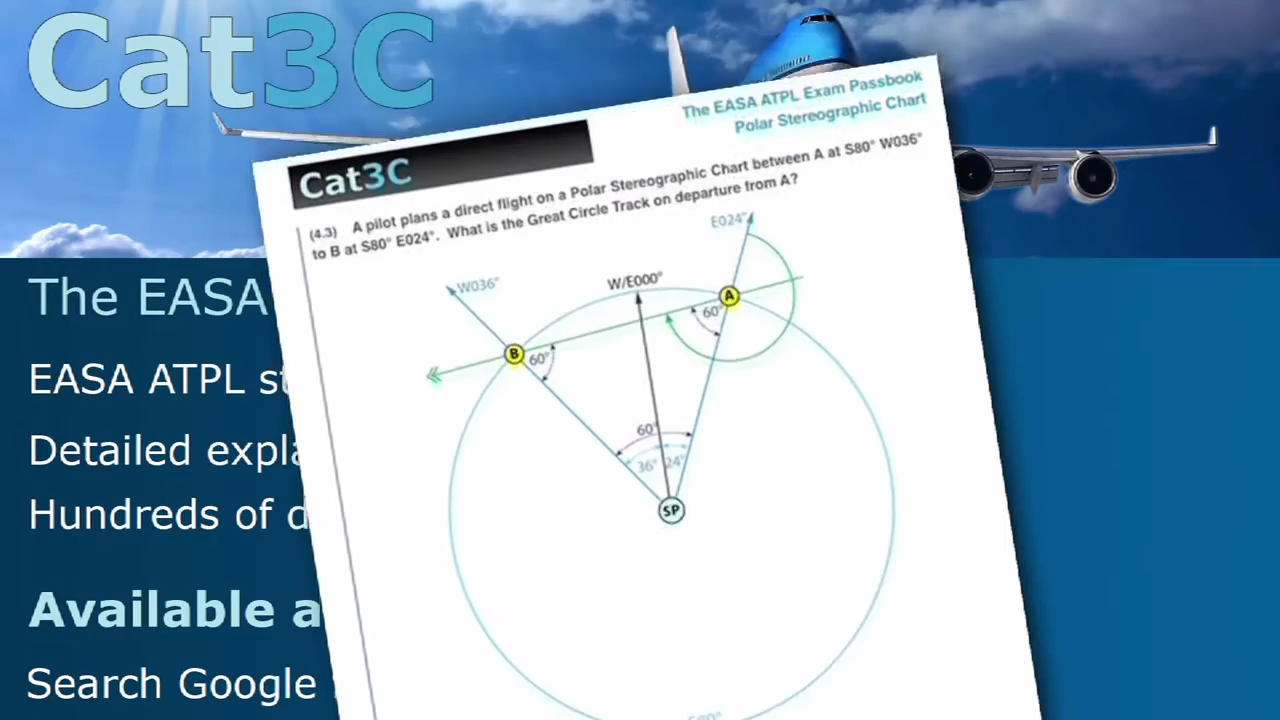 Cat3C
The EASA ATPL Exam Passbook
Polar Stereographic Chart
Cat3C
(4.3) A pilot plans a direct flight on a Polar Stereographic Chart between A at S80° W036°
to B at S80° E024°. What is the Great Circle Track on departure from A?
E024°
W036°
W/E000°
A
60°
B
60°
60°
36° 24°
SP
The EASA
EASA ATPL
Detailed
Hundreds of
Available
Search Google